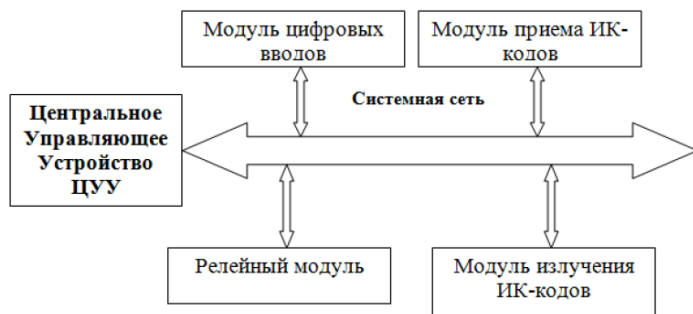 Модуль цифровых
вводов
Модуль приема ИК-
кодов
Системная сеть
Центральное
Управляющее
Устройство
ЦУУ
Релейный модуль
Модуль излучения
ИК-кодов